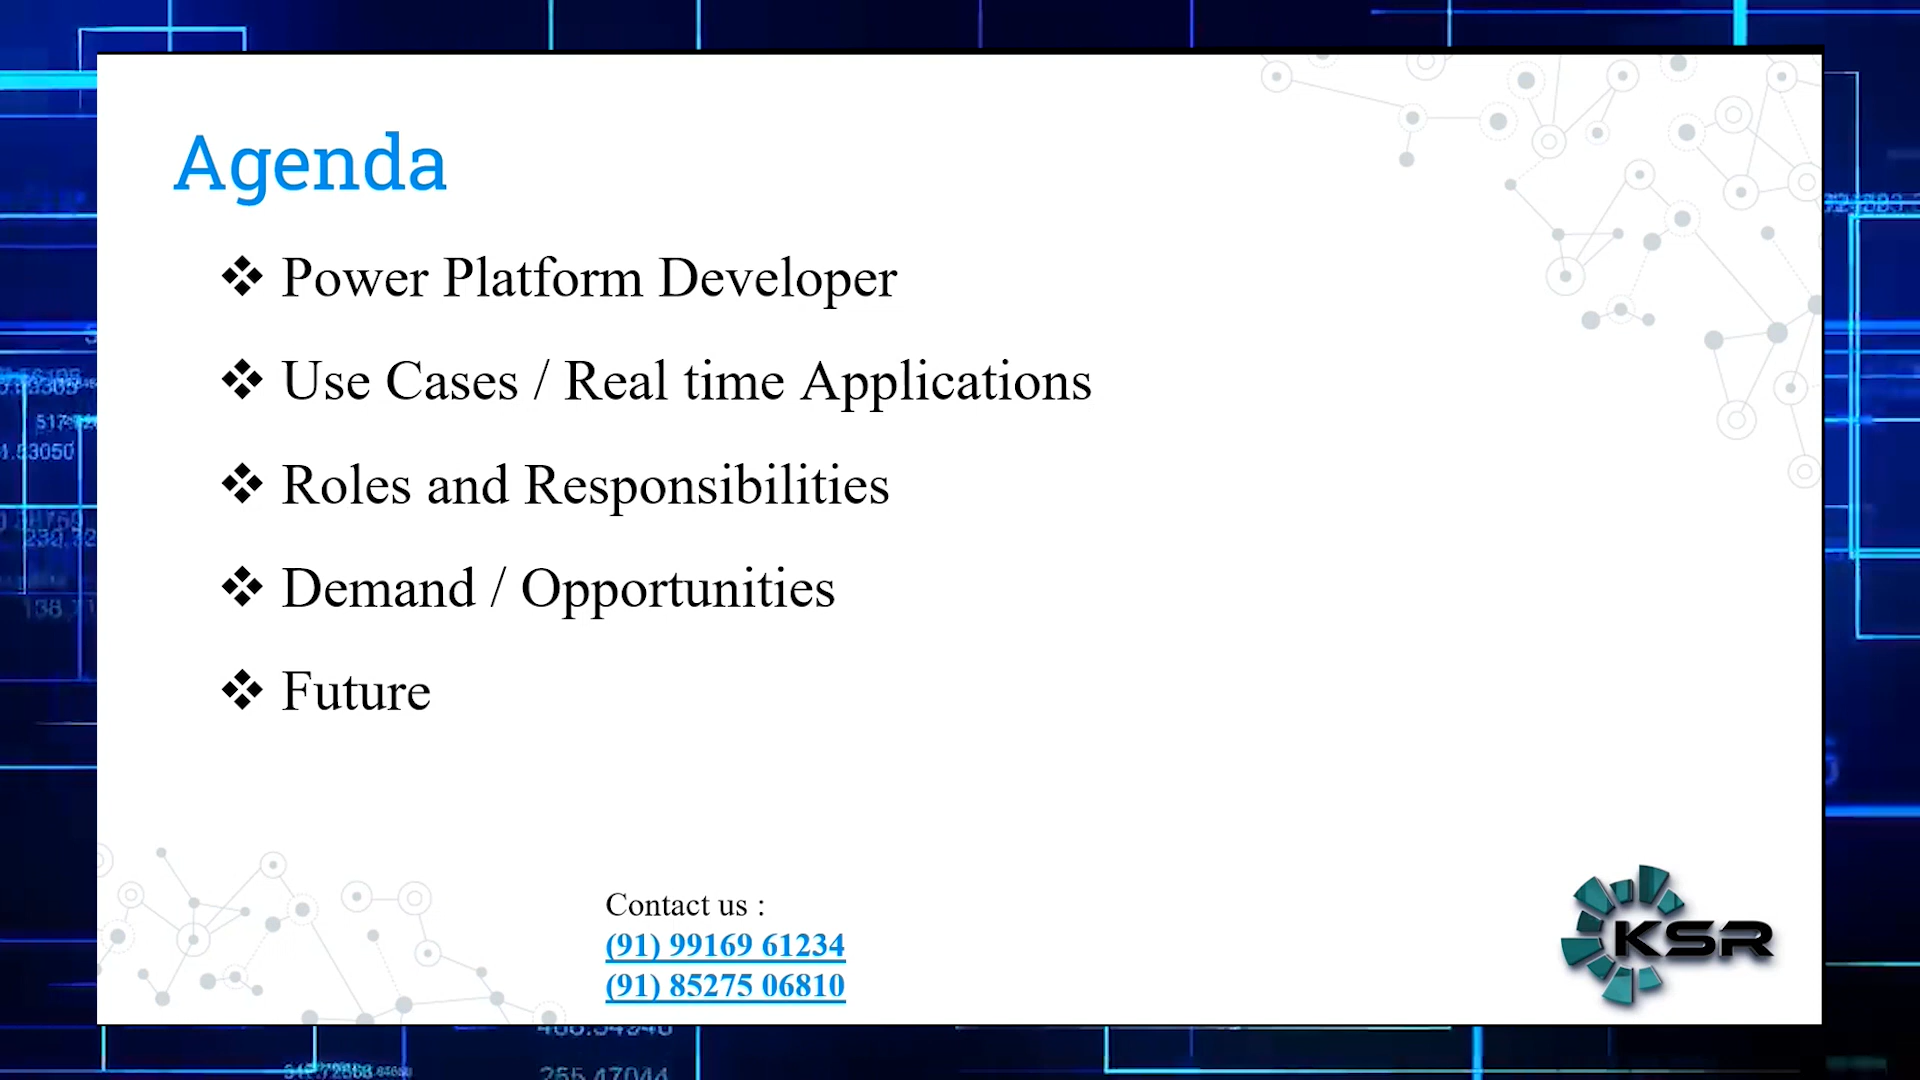 Agenda
❖ Power Platform Developer
❖ Use Cases / Real time Applications
❖ Roles and Responsibilities
❖ Demand / Opportunities
❖ Future
Contact us :
(91) 99169 61234
(91) 85275 06810
KSR